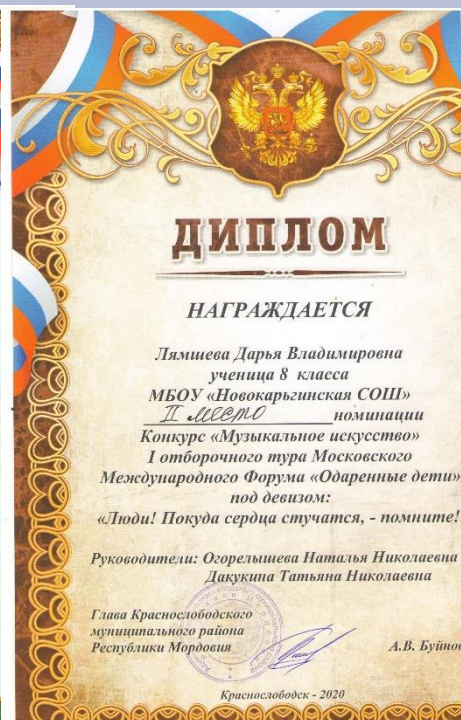 ДИПЛОМ
НАГРАЖДАЕТСЯ
Лямшева Дарья Владимировна
ученица 8 класса
МБОУ «Новокарьгинская СОШ»
II место номинации
Конкурс «Музыкальное искусство»
I отборочного тура Московского
Международного Форума «Одаренные дети»
под девизом:
«Люди! Покуда сердца стучатся, - помните!
Руководители: Огорелышева Наталья Николаевна
Дакукина Татьяна Николаевна
Глава Краснослободского
муниципального района
Республики Мордовия
А.В. Буйнов
Краснослободск - 2020